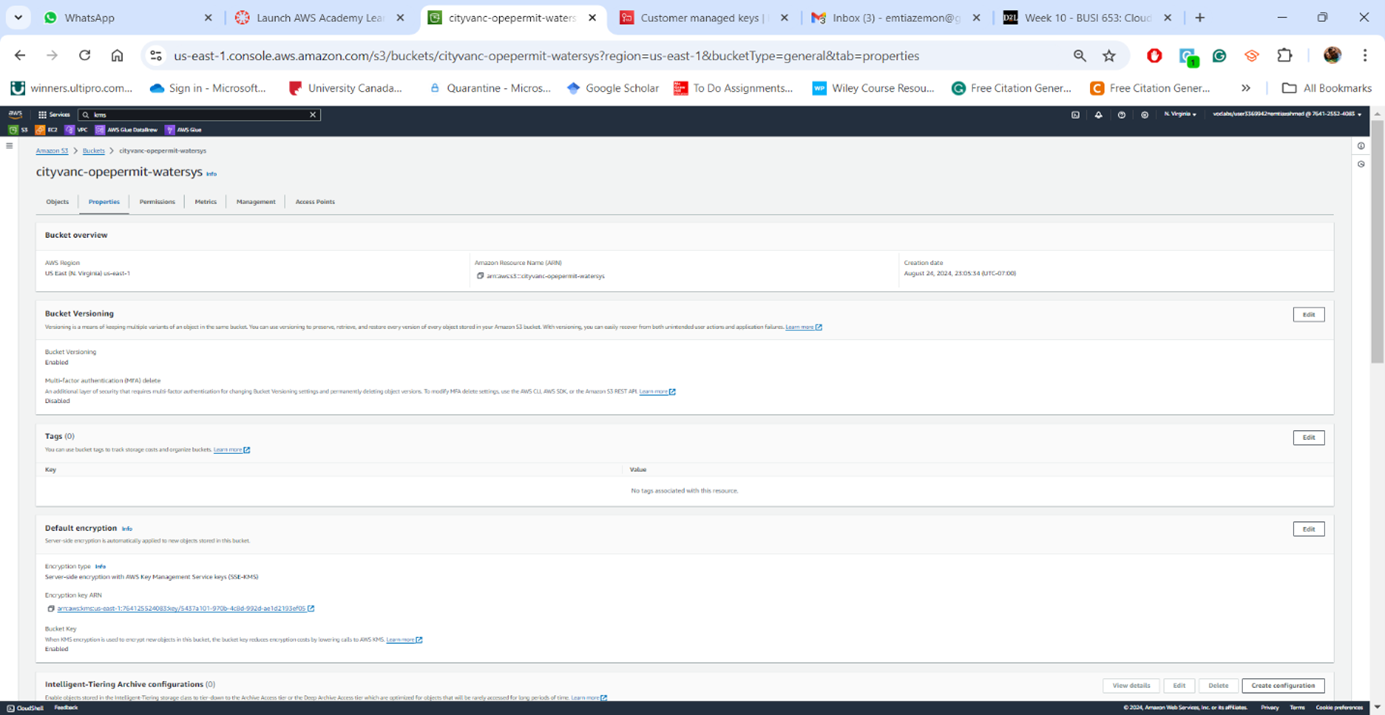 WhatsApp
Launch AWS Academy Lea
cityvanc-opepermit-waters
Customer managed keys |
Inbox (3) - emtiazemon@g
Week 10 - BUSI 653: Cloud
us-east-1.console.aws.amazon.com/s3/buckets/cityvanc-opepermit-watersys?region=us-east-1&bucketType=general&tab=properties
winners.ultipro.com...
Sign in - Microsoft...
University Canada...
Quarantine - Micros...
Google Scholar
To Do Assignments...
Wiley Course Resou...
Free Citation Gener...
Free Citation Gener...
All Bookmarks
aws Services kms N. Virginia
S3 EC2 VPC AWS Glue DataBrew AWS Glue
Amazon S3 > Buckets > cityvanc-opepermit-watersys
cityvanc-opepermit-watersys Info
Objects Properties Permissions Metrics Management Access Points
Bucket overview
AWS Region
US East (N. Virginia) us-east-1
Amazon Resource Name (ARN)
arn:aws:s3:::cityvanc-opepermit-watersys
Creation date
August 24, 2024, 23:05:34 (UTC-07:00)
Bucket Versioning
Edit
Versioning is a means of keeping multiple variants of an object in the same bucket. You can use versioning to preserve, retrieve, and restore every version of every object stored in your Amazon S3 bucket. With versioning, you can easily recover from both unintended user actions and application failures. Learn more
Bucket Versioning
Enabled
Multi-factor authentication (MFA) delete
An additional layer of security that requires multi-factor authentication for changing Bucket Versioning settings and permanently deleting object versions. To modify MFA delete settings, use the AWS CLI, AWS SDK, or the Amazon S3 REST API. Learn more
Disabled
Tags (0)
Edit
You can use bucket tags to track storage costs and organize buckets. Learn more
Key Value
No tags associated with this resource.
Default encryption Info
Edit
Server-side encryption is automatically applied to new objects stored in this bucket.
Encryption type Info
Server-side encryption with AWS Key Management Service keys (SSE-KMS)
Encryption key ARN
arn:aws:kms:us-east-1:764125524083:key/5437a101-970b-4c8d-992d-ae1d2193ef05
Bucket Key
When KMS encryption is used to encrypt new objects in this bucket, the bucket key reduces encryption costs by lowering calls to AWS KMS. Learn more
Enabled
Intelligent-Tiering Archive configurations (0)
View details Edit Delete Create configuration
Enable objects stored in the Intelligent-Tiering storage class to tier-down to the Archive Access tier or the Deep Archive Access tier which are optimized for objects that will be rarely accessed for long periods of time. Learn more
CloudShell Feedback
© 2024, Amazon Web Services, Inc. or its affiliates. Privacy Terms Cookie preferences